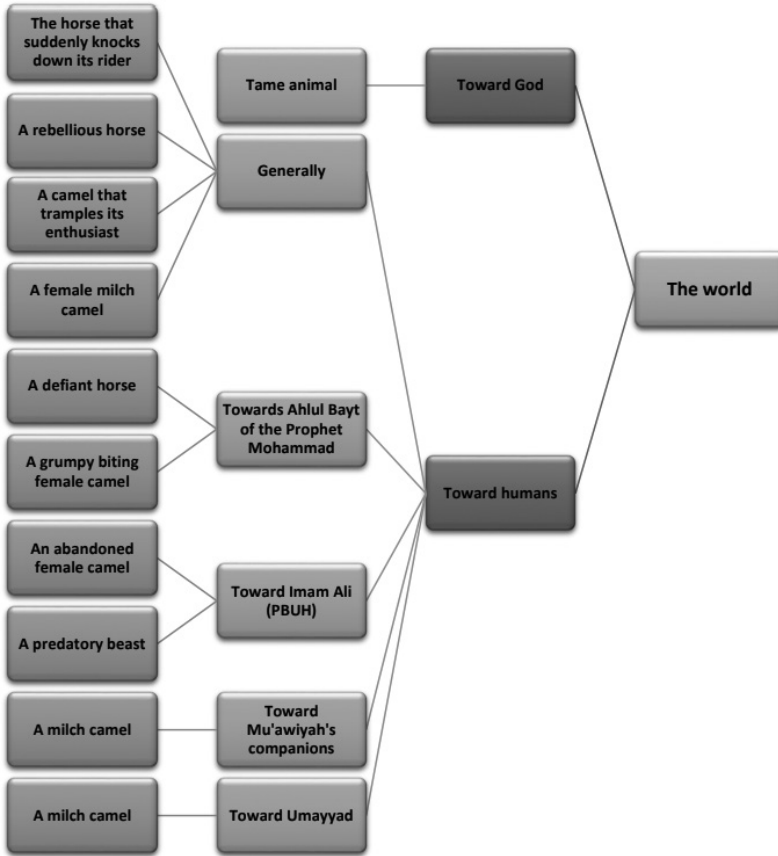 The horse that
suddenly knocks
down its rider
A rebellious horse
A camel that
tramples its
enthusiast
A female milch
camel
A defiant horse
A grumpy biting
female camel
An abandoned
female camel
A predatory beast
A milch camel
A milch camel
Tame animal
Generally
Towards Ahlul Bayt
of the Prophet
Mohammad
Toward Imam Ali
(PBUH)
Toward
Mu'awiyah's
companions
Toward Umayyad
Toward God
Toward humans
The world